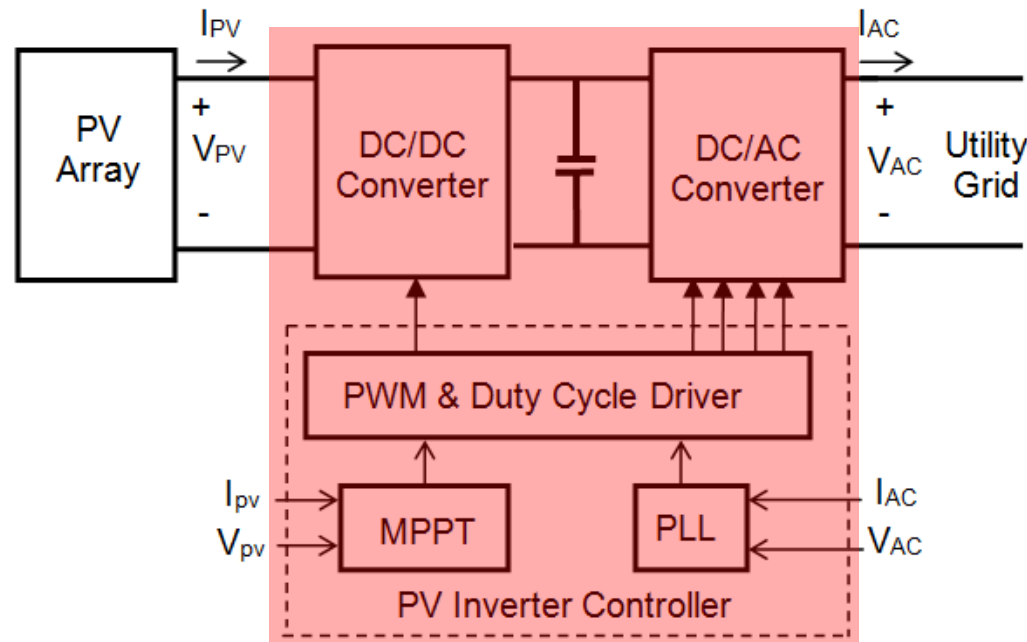 IPV
IAC
PV
Array
+
VPV
-
DC/DC
Converter
DC/AC
Converter
+
VAC
-
Utility
Grid
PWM & Duty Cycle Driver
Ipv
Vpv
MPPT
PLL
IAC
VAC
PV Inverter Controller